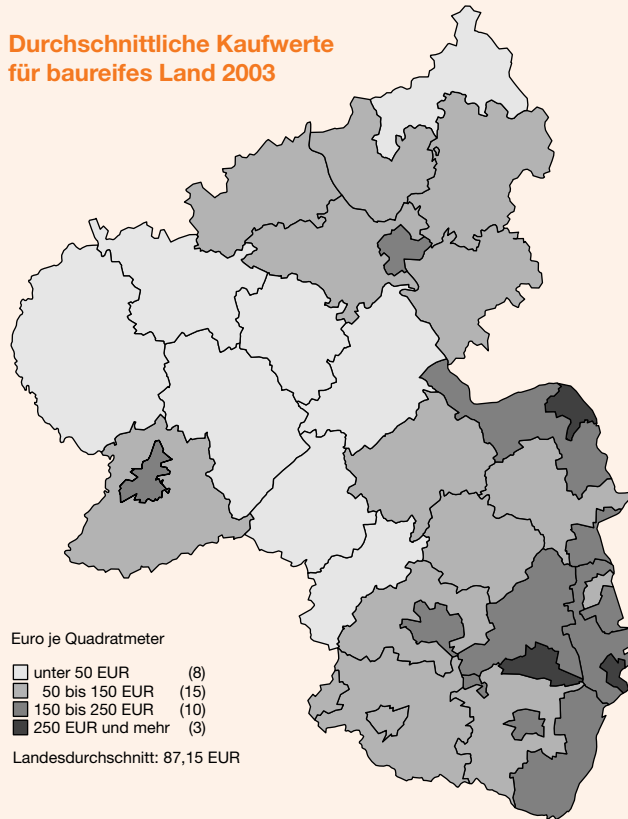 Durchschnittliche Kaufwerte
für baureifes Land 2003
Euro je Quadratmeter
unter 50 EUR (8)
50 bis 150 EUR (15)
150 bis 250 EUR (10)
250 EUR und mehr (3)
Landesdurchschnitt: 87,15 EUR